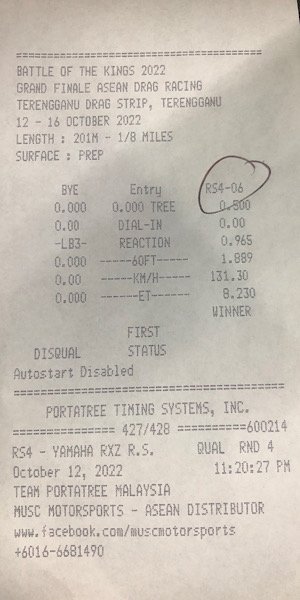 =================================
BATTLE OF THE KINGS 2022
GRAND FINALE ASEAN DRAG RACING
TERENGGANU DRAG STRIP, TERENGGANU
12 - 16 OCTOBER 2022
LENGTH : 201M - 1/8 MILES
SURFACE : PREP
BYE Entry RS4-06
0.000 0.000 TREE 0.500
0.00 DIAL-IN 0.00
-LB3- REACTION 0.965
0.000 ------60FT----- 1.889
0.00 -----KM/H----- 131.30
0.000 ------ET----- 8.230
WINNER
FIRST
DISQUAL STATUS
Autostart Disabled
=================================
PORTATREE TIMING SYSTEMS, INC.
============== 427/428 ==========600214
RS4 - YAMAHA RXZ R.S. QUAL RND 4
October 12, 2022 11:20:27 PM
TEAM PORTATREE MALAYSIA
MUSC MOTORSPORTS - ASEAN DISTRIBUTOR
www.facebook.com/muscmotorsports
+6016-6681490